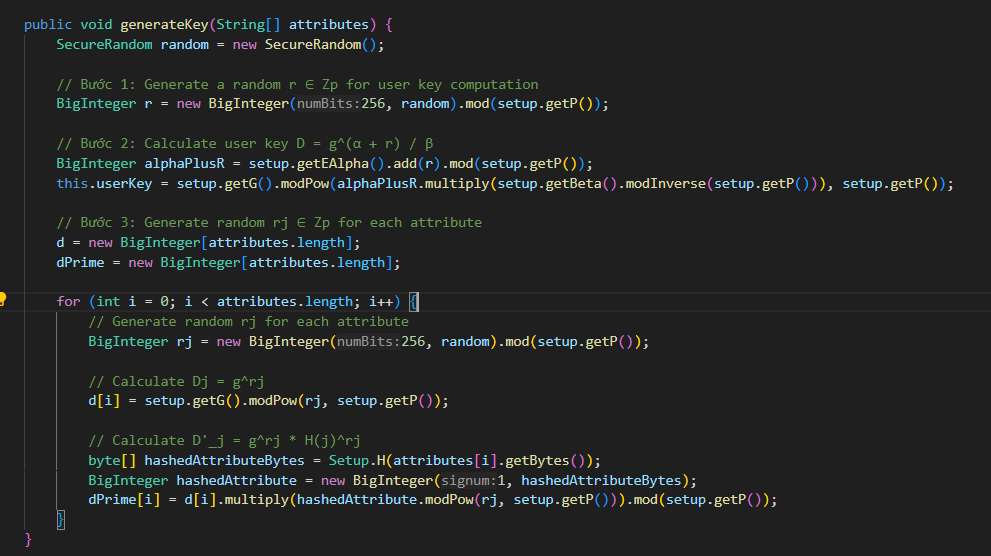 public void generateKey(String[] attributes) {
SecureRandom random = new SecureRandom();
// Bước 1: Generate a random r ∈ Zp for user key computation
BigInteger r = new BigInteger(numBits:256, random).mod(setup.getP());
// Bước 2: Calculate user key D = g^(α + r) / β
BigInteger alphaPlusR = setup.getEAlpha().add(r).mod(setup.getP());
this.userKey = setup.getG().modPow(alphaPlusR.multiply(setup.getBeta().modInverse(setup.getP())), setup.getP());
// Bước 3: Generate random rj ∈ Zp for each attribute
d = new BigInteger[attributes.length];
dPrime = new BigInteger[attributes.length];
for (int i = 0; i < attributes.length; i++) {
// Generate random rj for each attribute
BigInteger rj = new BigInteger(numBits:256, random).mod(setup.getP());
// Calculate Dj = g^rj
d[i] = setup.getG().modPow(rj, setup.getP());
// Calculate D'_j = g^rj * H(j)^rj
byte[] hashedAttributeBytes = Setup.H(attributes[i].getBytes());
BigInteger hashedAttribute = new BigInteger(signum:1, hashedAttributeBytes);
dPrime[i] = d[i].multiply(hashedAttribute.modPow(rj, setup.getP())).mod(setup.getP());
}
}